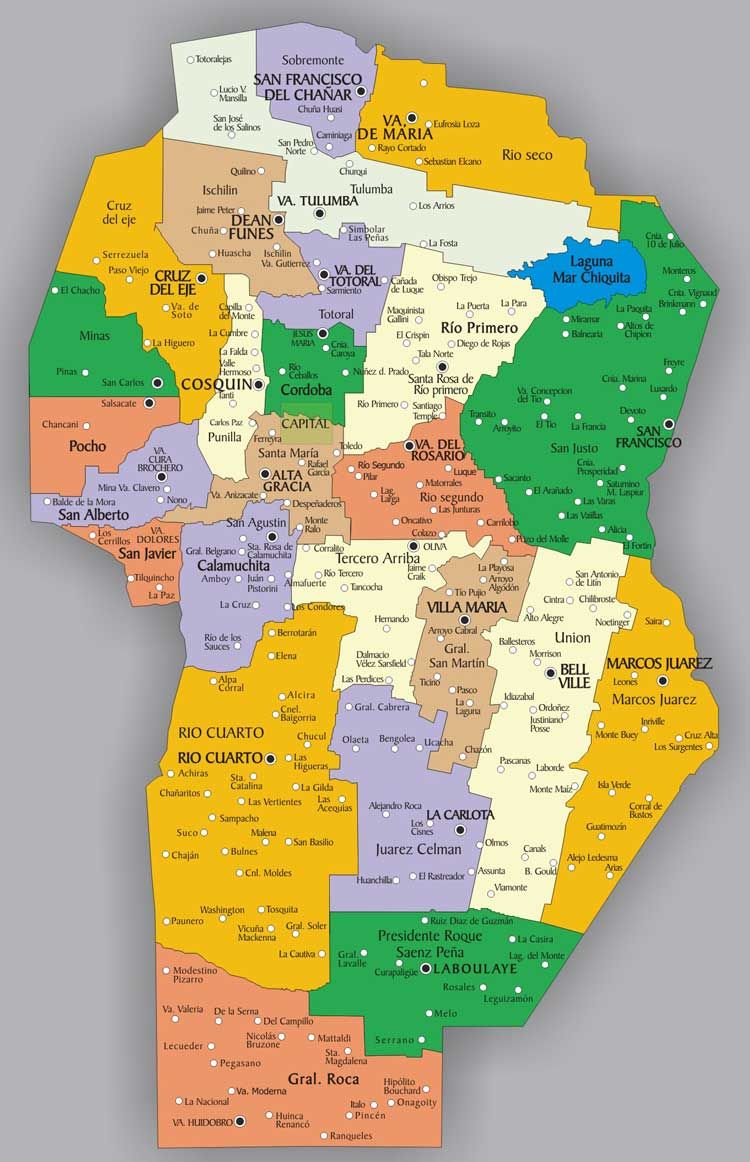 Totoralejas
Sobremonte
SAN FRANCISCO
DEL CHAÑAR
Lucio V.
Mansilla
Chuña Huasi
San José
de los Salinos
Caminiaga
San Pedro
Norte
VA,
DE MARIA
Eufrosia Loza
Rayo Cortado
Sebastian Elcano
Rio seco
Churqui
Quilino
Ischilin
Tulumba
VA. TULUMBA
Los Arrios
Cruz
del eje
Jaime Peter
DEAN
FUNES
Chuña
Simbolar
Las Peñas
La Fosta
Serrezuela
Huascha
Ischilin
Va. Gutierrez
Paso Viejo
CRUZ
DEL EJE
VA. DEL
TOTORAL
Sarmiento
Cañada
de Luque
Obispo Trejo
Laguna
Mar Chiquita
Cnia.
10 de Julio
Monteros
Cnta. Vignaud
Brinkmann
El Chacho
Va. de
Soto
Capilla
del Monte
Totoral
Maquinista
Gallini
La Puerta
La Para
Miramar
La Paquita
Altos de
Chipion
Balnearia
Minas
La Cumbre
JESUS
MARIA
Cnia.
Caroya
El Crispin
Río Primero
Diego de Rojas
La Higuero
La Falda
Tala Norte
Valle
Hermoso
Freyre
Pinas
San Carlos
COSQUIN
Río
Ceballos
Nuñez d. Prado
Santa Rosa de
Río primero
Cnia. Marina
Luxardo
Salsacate
Tanti
Cordoba
Río Primero
Santiago
Temple
Va. Concepcion
del Tio
Devoto
Transito
Arroyito
El Tio
La Francia
SAN
FRANCISCO
Chancani
Carlos Paz
CAPITAL
Punilla
Ferreyra
Pocho
VA.
CURA
BROCHERO
Santa María
Toledo
VA. DEL
ROSARIO
San Justo
Rafael
García
Río Segundo
Pilar
Luque
Cnia.
Prosperidad
Mina Va. Clavero
ALTA
GRACIA
Matorrales
Sacanto
Saturnino
M. Laspiur
Nono
Va. Anizacate
Lag.
Larga
Rio segundo
El Arañado
Balde de la Mora
Despeñaderos
Las Junturas
Las Varas
San Alberto
San Agustin
Monte
Ralo
Oncativo
Carrilobo
Las Vaiillas
Alicia
Los
Cerrillos
VA.
DOLORES
Colazo
Pozo del Molle
El Fortin
San Javier
Gral. Belgrano
Sta. Rosa de
Calamuchita
Corralito
Tercero Arriba
OLIVA
Calamuchita
Río Tercero
Jaime
Craik
La Playosa
San Antonio
de Litin
Tilquincho
Amboy
Juán
Pistorini
Almafuerte
Tancocha
Arroyo
Algodón
Tío Pujio
Cintra
Chilibroste
La Paz
La Cruz
Los Condores
VILLA MARIA
Alto Alegre
Noetinger
Hernando
Saira
Río de los
Sauces
Berrotarán
Arroyo Cabral
Ballesteros
Union
Elena
Dalmacio
Vélez Sarsfield
Gral.
San Martín
Morrison
BELL
VILLE
MARCOS JUAREZ
Leones
Alpa
Corral
Las Perdices
Ticino
Marcos Juarez
Alcira
Pasco
Idiazabal
Cnel.
Baigorria
Gral. Cabrera
La
Laguna
Ordoñez
Justiniano
Posse
Inriville
RIO CUARTO
Chucul
Olaeta
Bengolea
Ucacha
Monte Buey
Cruz Alta
Los Surgentes
RIO CUARTO
Las
Higueras
Chazón
Pascanas
Achiras
Sta.
Catalina
Laborde
Monte Maíz
Isla Verde
Chañaritos
La Gilda
Las Vertientes
Las
Acequias
Corral de
Bustos
Sampacho
Alejandro Roca
LA CARLOTA
Suco
Malena
San Basilio
Los
Cisnes
Guatimozín
Chaján
Bulnes
Juarez Celman
Olmos
Canals
Alejo Ledesma
Cnl. Moldes
Huanchilla
El Rastreador
Assunta
B. Gould
Arias
Viamonte
Washington
Tosquita
Paunero
Vicuña
Mackenna
Gral. Soler
Ruiz Diaz de Guzmán
Presidente Roque
Saenz Peña
La Casira
La Cautiva
Gral.
Lavalle
Lag. del Monte
Modestino
Pizarro
Curapaligüe
LABOULAYE
Rosales
Leguizamón
Va. Valeria
De la Serna
Del Campillo
Melo
Lecueder
Nicolás
Bruzone
Mattaldi
Serrano
Pegasano
Sta.
Magdalena
Gral. Roca
Va. Moderna
Hipólito
Bouchard
La Nacional
Italo
Onagoity
VA. HUIDOBRO
Huinca
Renancó
Pincén
Ranqueles